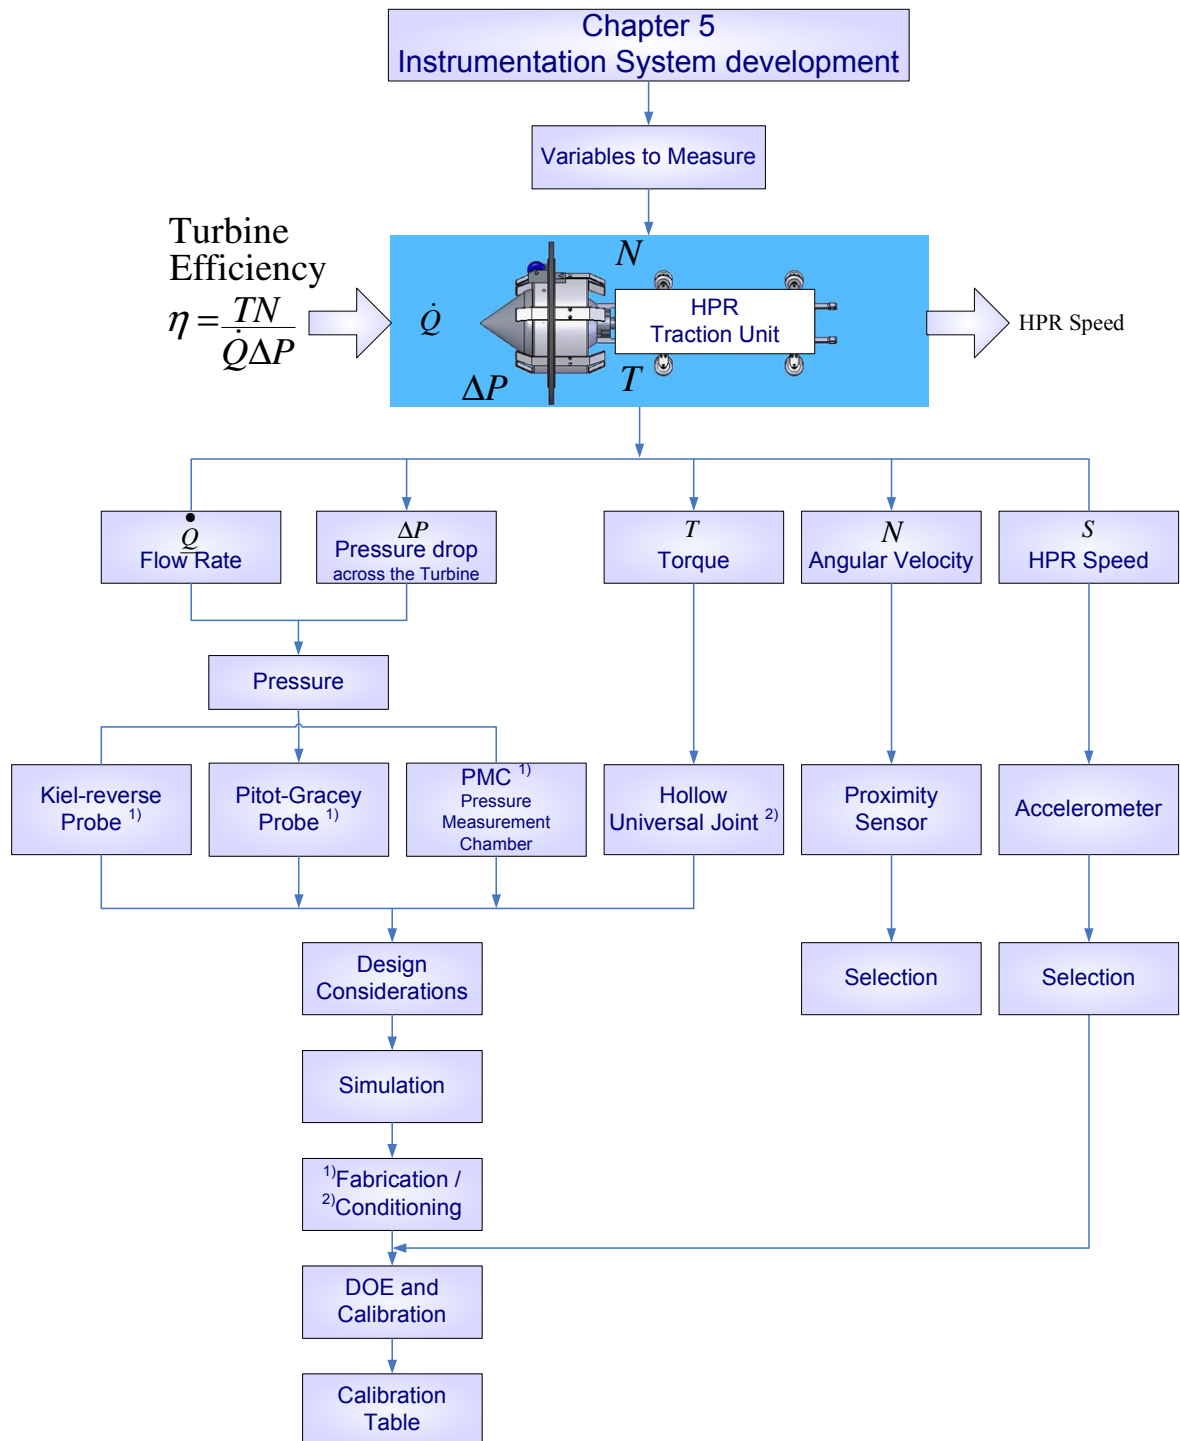 Chapter 5
Instrumentation System development
Variables to Measure
Turbine
Efficiency
η = TN
Q̇ΔP
Q̇
N
ΔP
T
HPR
Traction Unit
HPR Speed
Q̇
Flow Rate
ΔP
Pressure drop
across the Turbine
T
Torque
N
Angular Velocity
S
HPR Speed
Pressure
Kiel-reverse
Probe 1)
Pitot-Gracey
Probe 1)
PMC 1)
Pressure
Measurement
Chamber
Hollow
Universal Joint 2)
Proximity
Sensor
Accelerometer
Design
Considerations
Selection
Selection
Simulation
1)Fabrication /
2)Conditioning
DOE and
Calibration
Calibration
Table